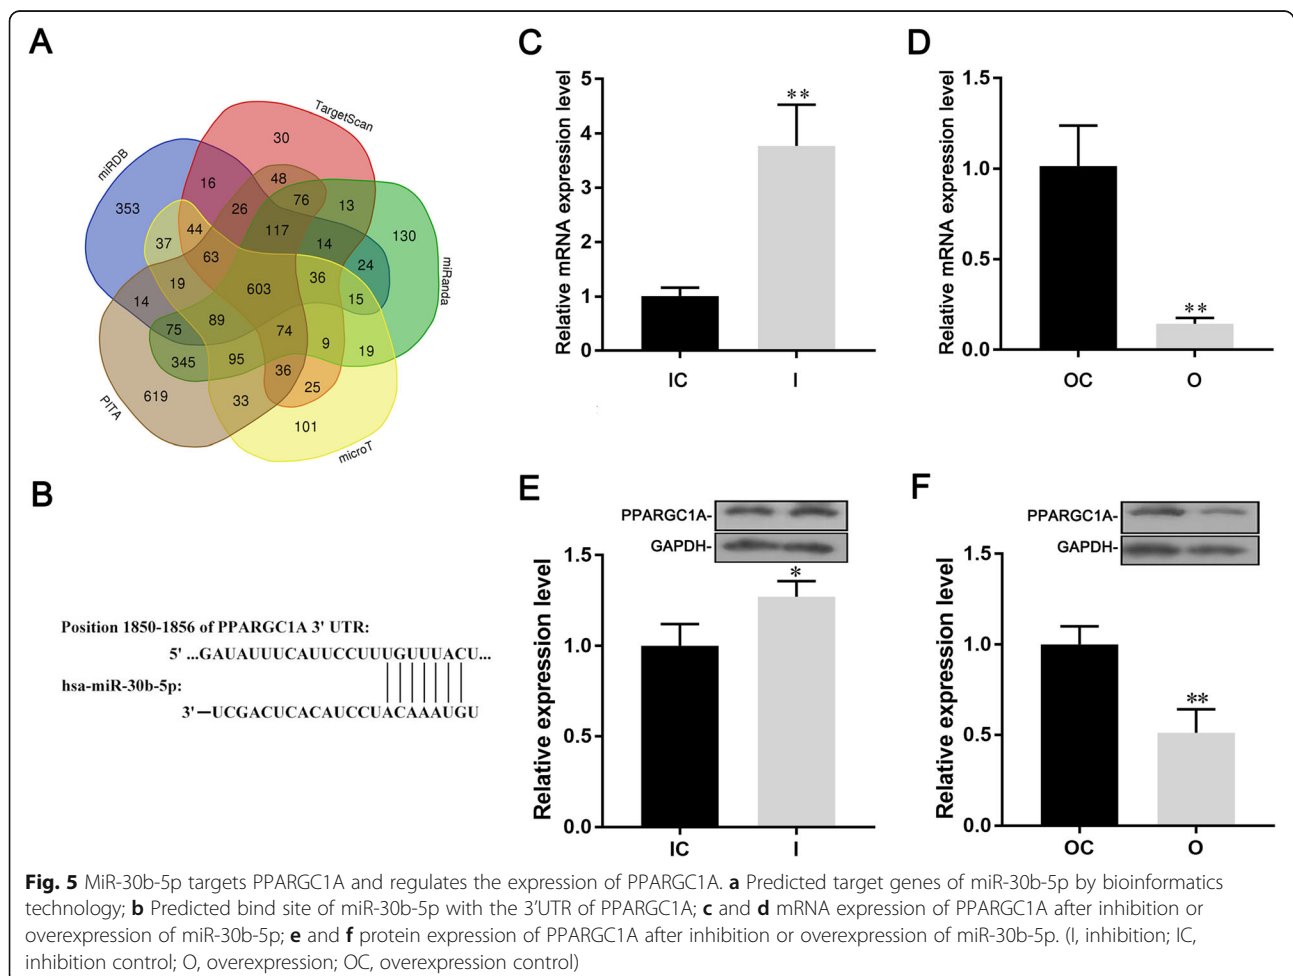 A
TargetScan
miRDB
miRanda
PITA
microT
30
353
16
48
26
76
13
130
37
44
117
14
24
63
36
19
603
15
14
89
75
74
9
19
345
95
36
25
619
33
101
B
Position 1850-1856 of PPARGC1A 3' UTR:
5' ...GAUAUUUCAUUCCUUUGUUUACU...
hsa-miR-30b-5p:
3'—UCGACUCACAUCCUACAAAUGU
C
Relative mRNA expression level
5
4
3
2
1
0
**
IC I
D
Relative mRNA expression level
1.5
1.0
0.5
0.0
**
OC O
E
PPARGC1A-
GAPDH-
Relative expression level
1.5
1.0
0.5
0.0
*
IC I
F
PPARGC1A-
GAPDH-
Relative expression level
1.5
1.0
0.5
0.0
**
OC O
Fig. 5 MiR-30b-5p targets PPARGC1A and regulates the expression of PPARGC1A. a Predicted target genes of miR-30b-5p by bioinformatics
technology; b Predicted bind site of miR-30b-5p with the 3'UTR of PPARGC1A; c and d mRNA expression of PPARGC1A after inhibition or
overexpression of miR-30b-5p; e and f protein expression of PPARGC1A after inhibition or overexpression of miR-30b-5p. (I, inhibition; IC,
inhibition control; O, overexpression; OC, overexpression control)